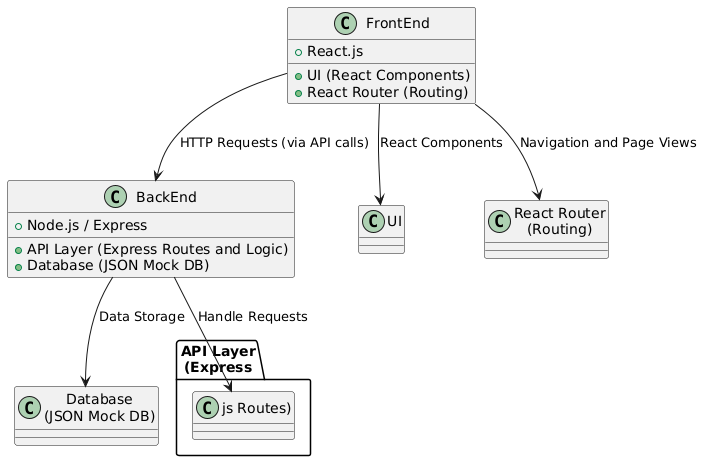 C FrontEnd
React.js
UI (React Components)
React Router (Routing)
HTTP Requests (via API calls)
React Components
Navigation and Page Views
C BackEnd
Node.js / Express
API Layer (Express Routes and Logic)
Database (JSON Mock DB)
C UI
C React Router
(Routing)
Data Storage
Handle Requests
API Layer
(Express
C Database
(JSON Mock DB)
C js Routes)